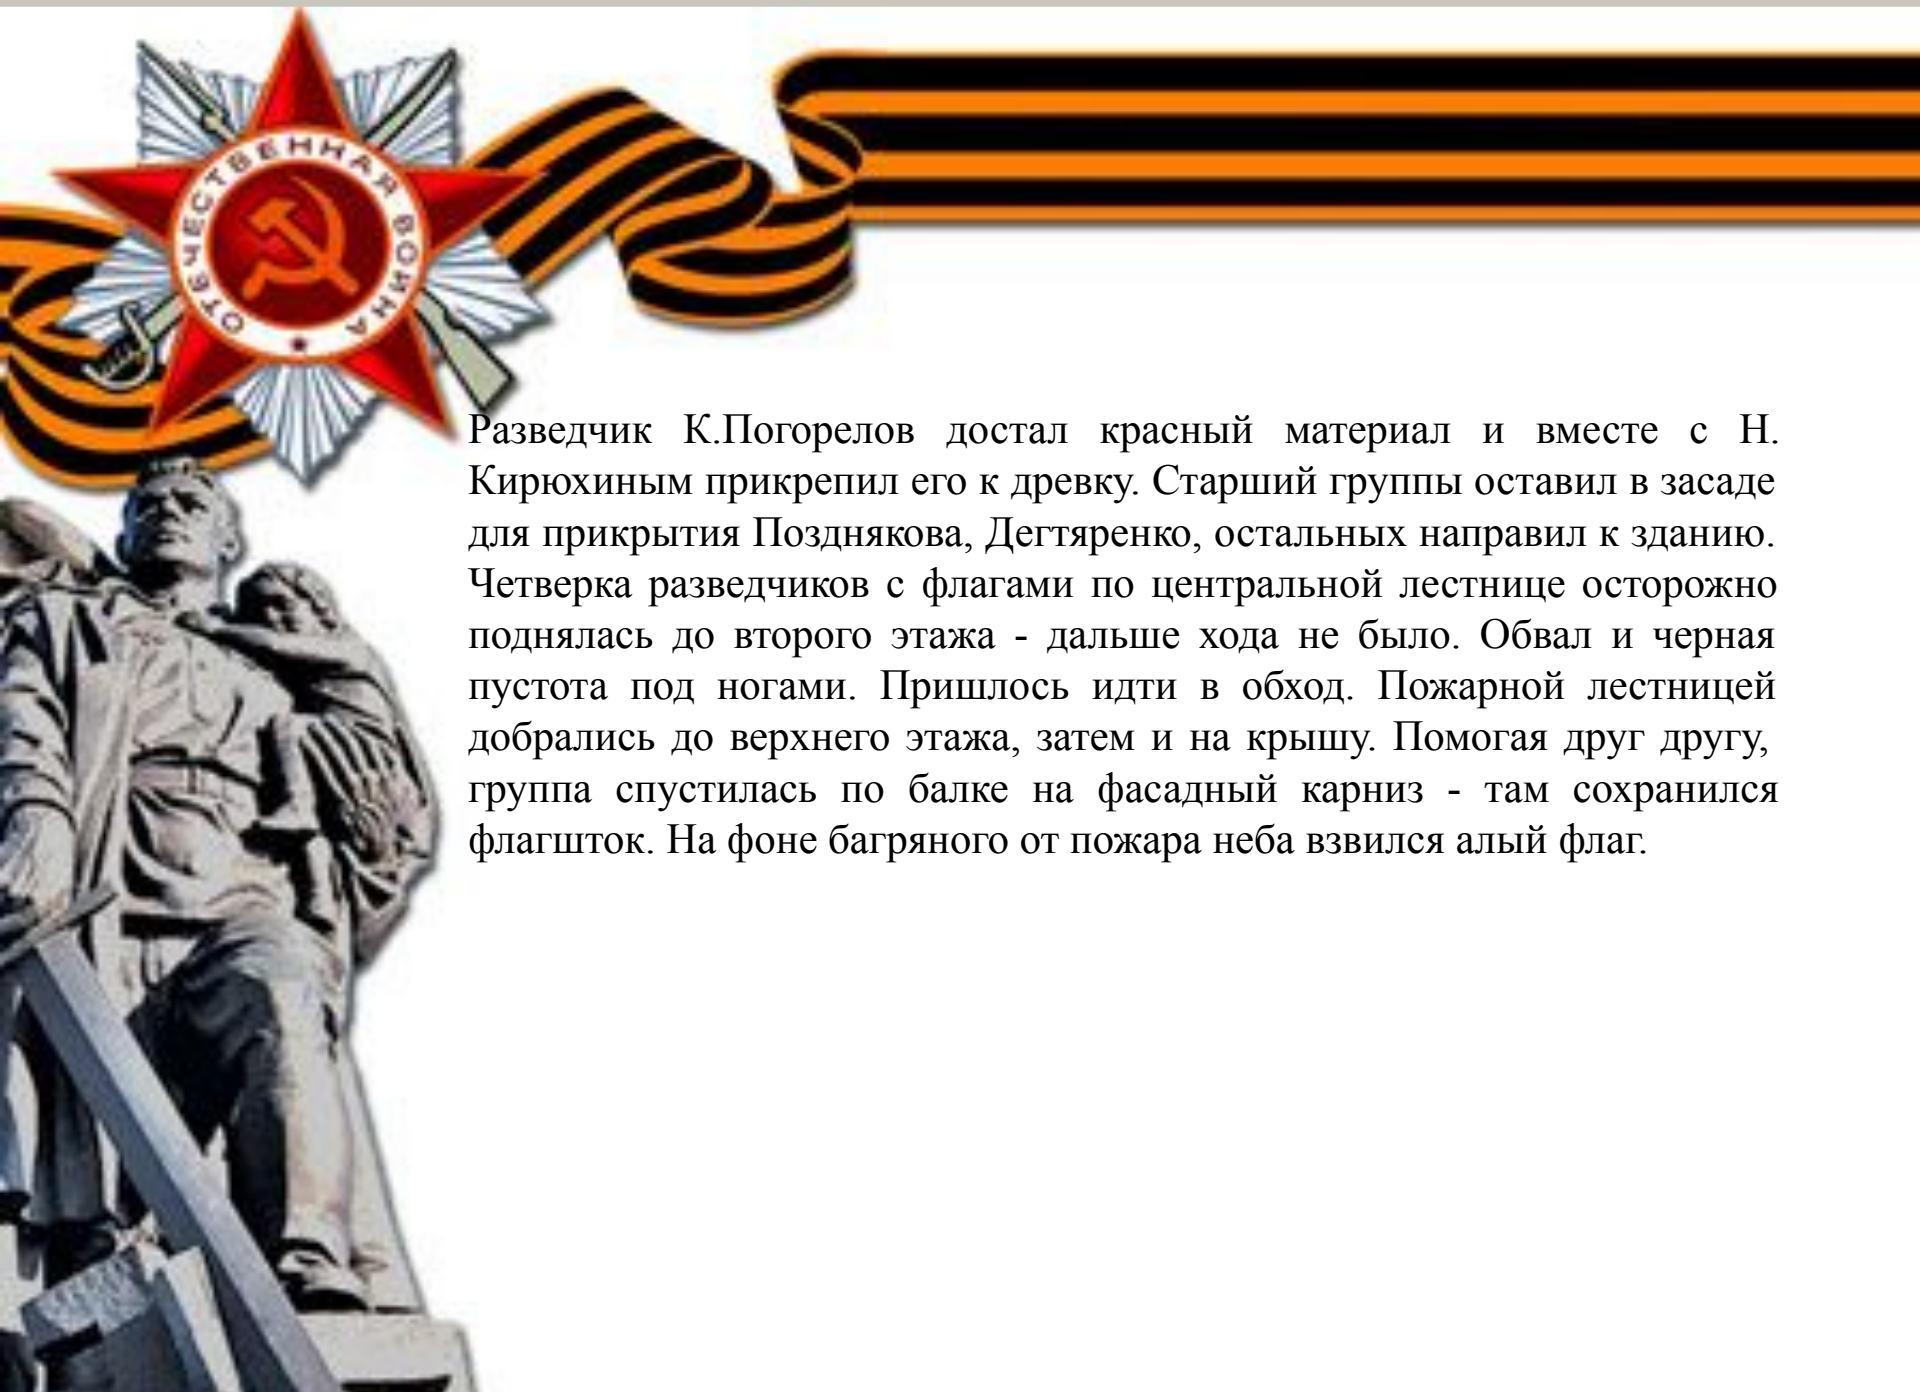 ОТЕЧЕСТВЕННАЯ ВОЙНА
Разведчик К.Погорелов достал красный материал и вместе с Н.
Кирюхиным прикрепил его к древку. Старший группы оставил в засаде
для прикрытия Позднякова, Дегтяренко, остальных направил к зданию.
Четверка разведчиков с флагами по центральной лестнице осторожно
поднялась до второго этажа - дальше хода не было. Обвал и черная
пустота под ногами. Пришлось идти в обход. Пожарной лестницей
добрались до верхнего этажа, затем и на крышу. Помогая друг другу,
группа спустилась по балке на фасадный карниз - там сохранился
флагшток. На фоне багряного от пожара неба взвился алый флаг.